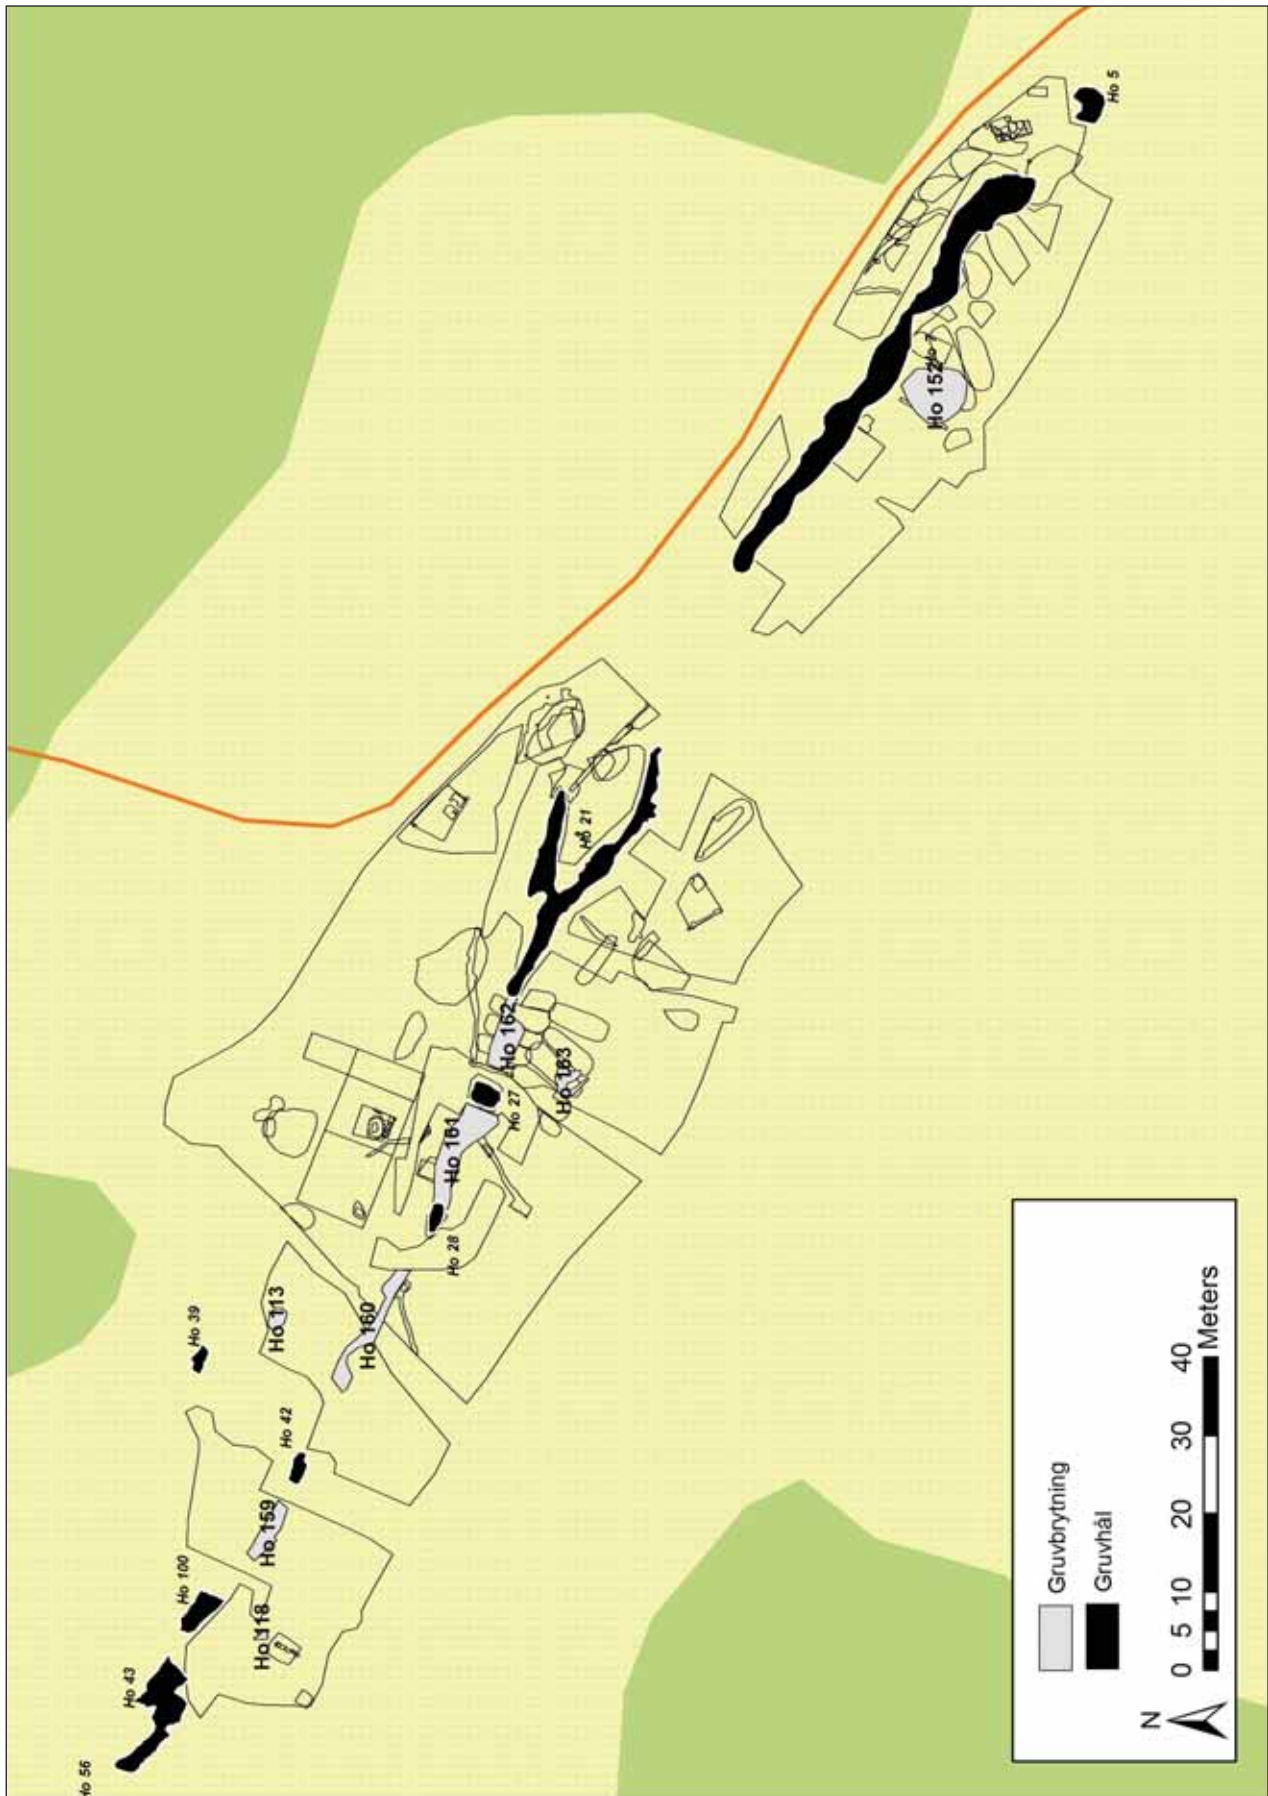 Ho 56
Ho 43
Ho 100
Ho 118
Ho 159
Ho 42
Ho 39
Ho 113
Ho 160
Ho 28
Ho 161
Ho 27
Ho 162
Ho 163
Ho 21
Ho 152
Ho 7
Ho 5
Gruvbrytning
Gruvhål
N
0 5 10 20 30 40
Meters